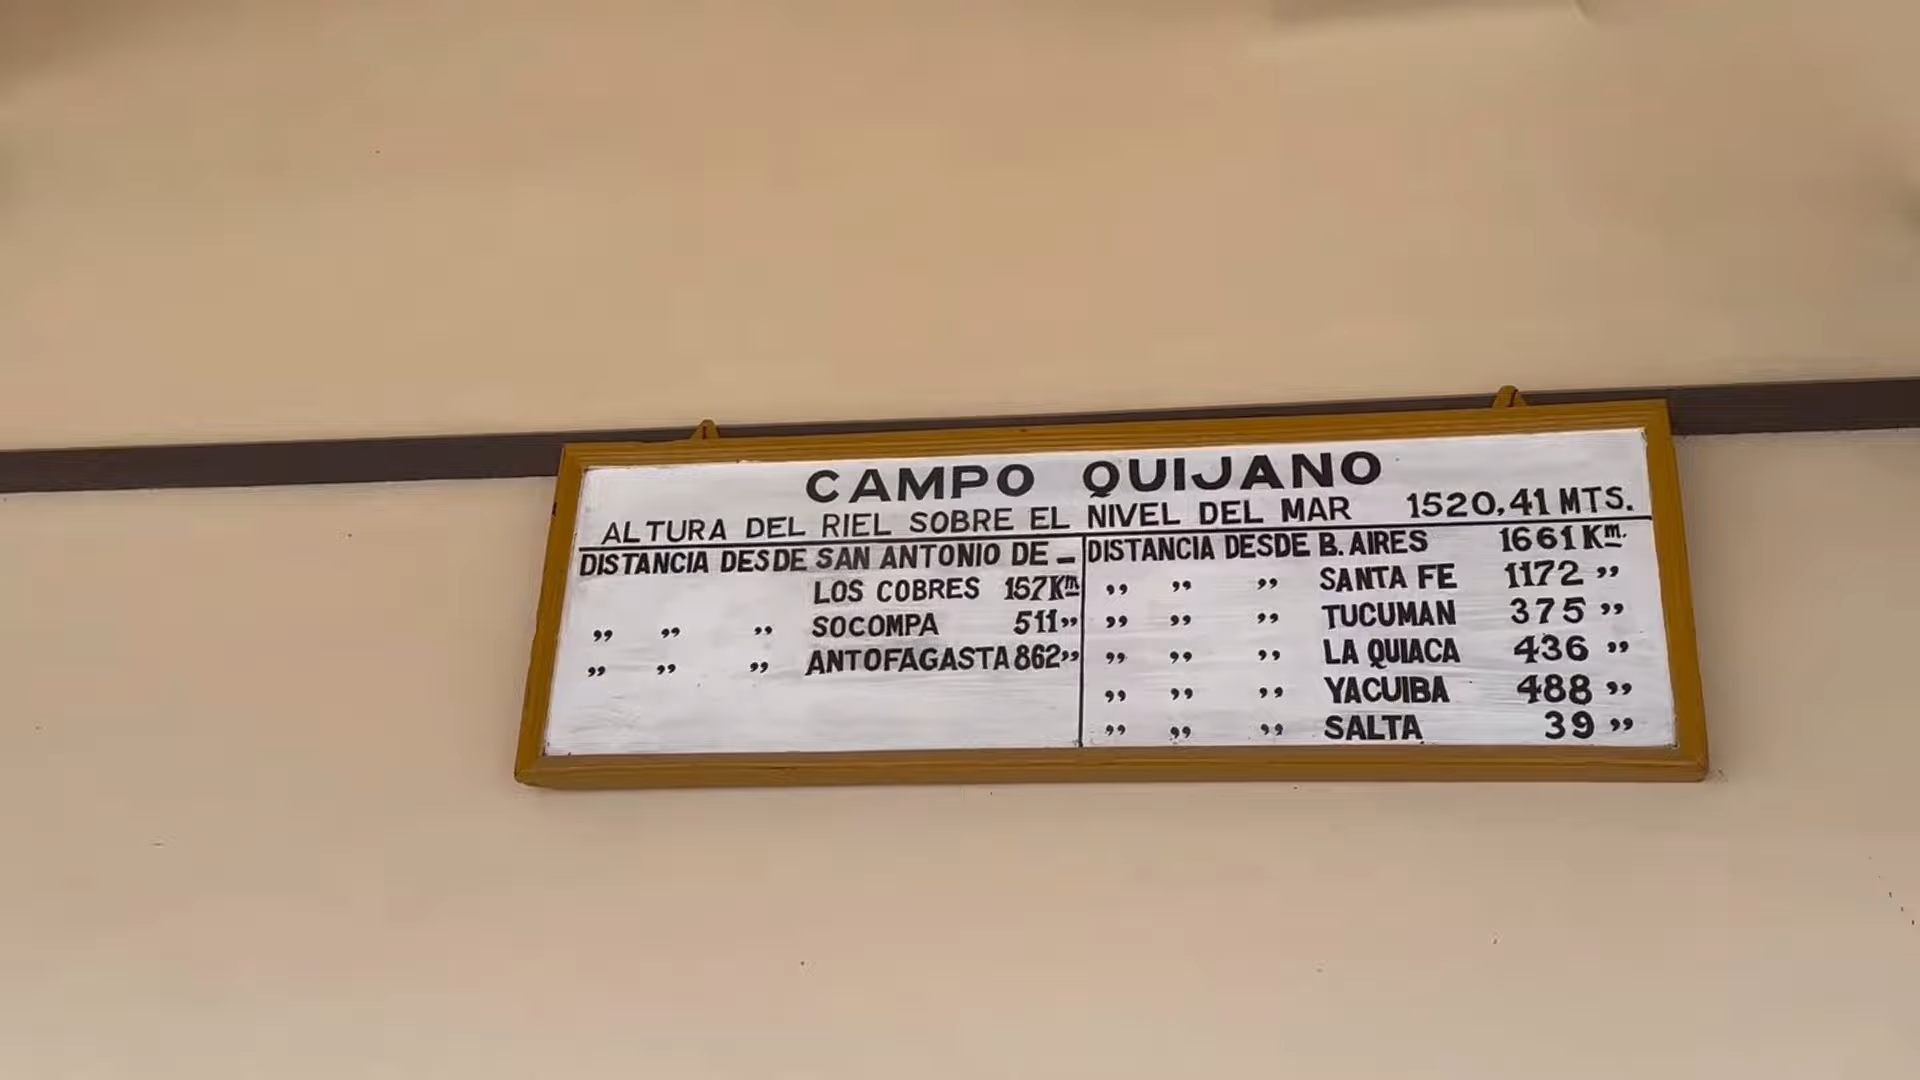 CAMPO QUIJANO
ALTURA DEL RIEL SOBRE EL NIVEL DEL MAR 1520,41 MTS.
DISTANCIA DESDE SAN ANTONIO DE -
LOS COBRES 157Km
" " " SOCOMPA 511"
" " " ANTOFAGASTA 862"
DISTANCIA DESDE B. AIRES 1661Km.
" " " SANTA FE 1172"
" " " TUCUMAN 375"
" " " LA QUIACA 436"
" " " YACUIBA 488"
" " " SALTA 39"